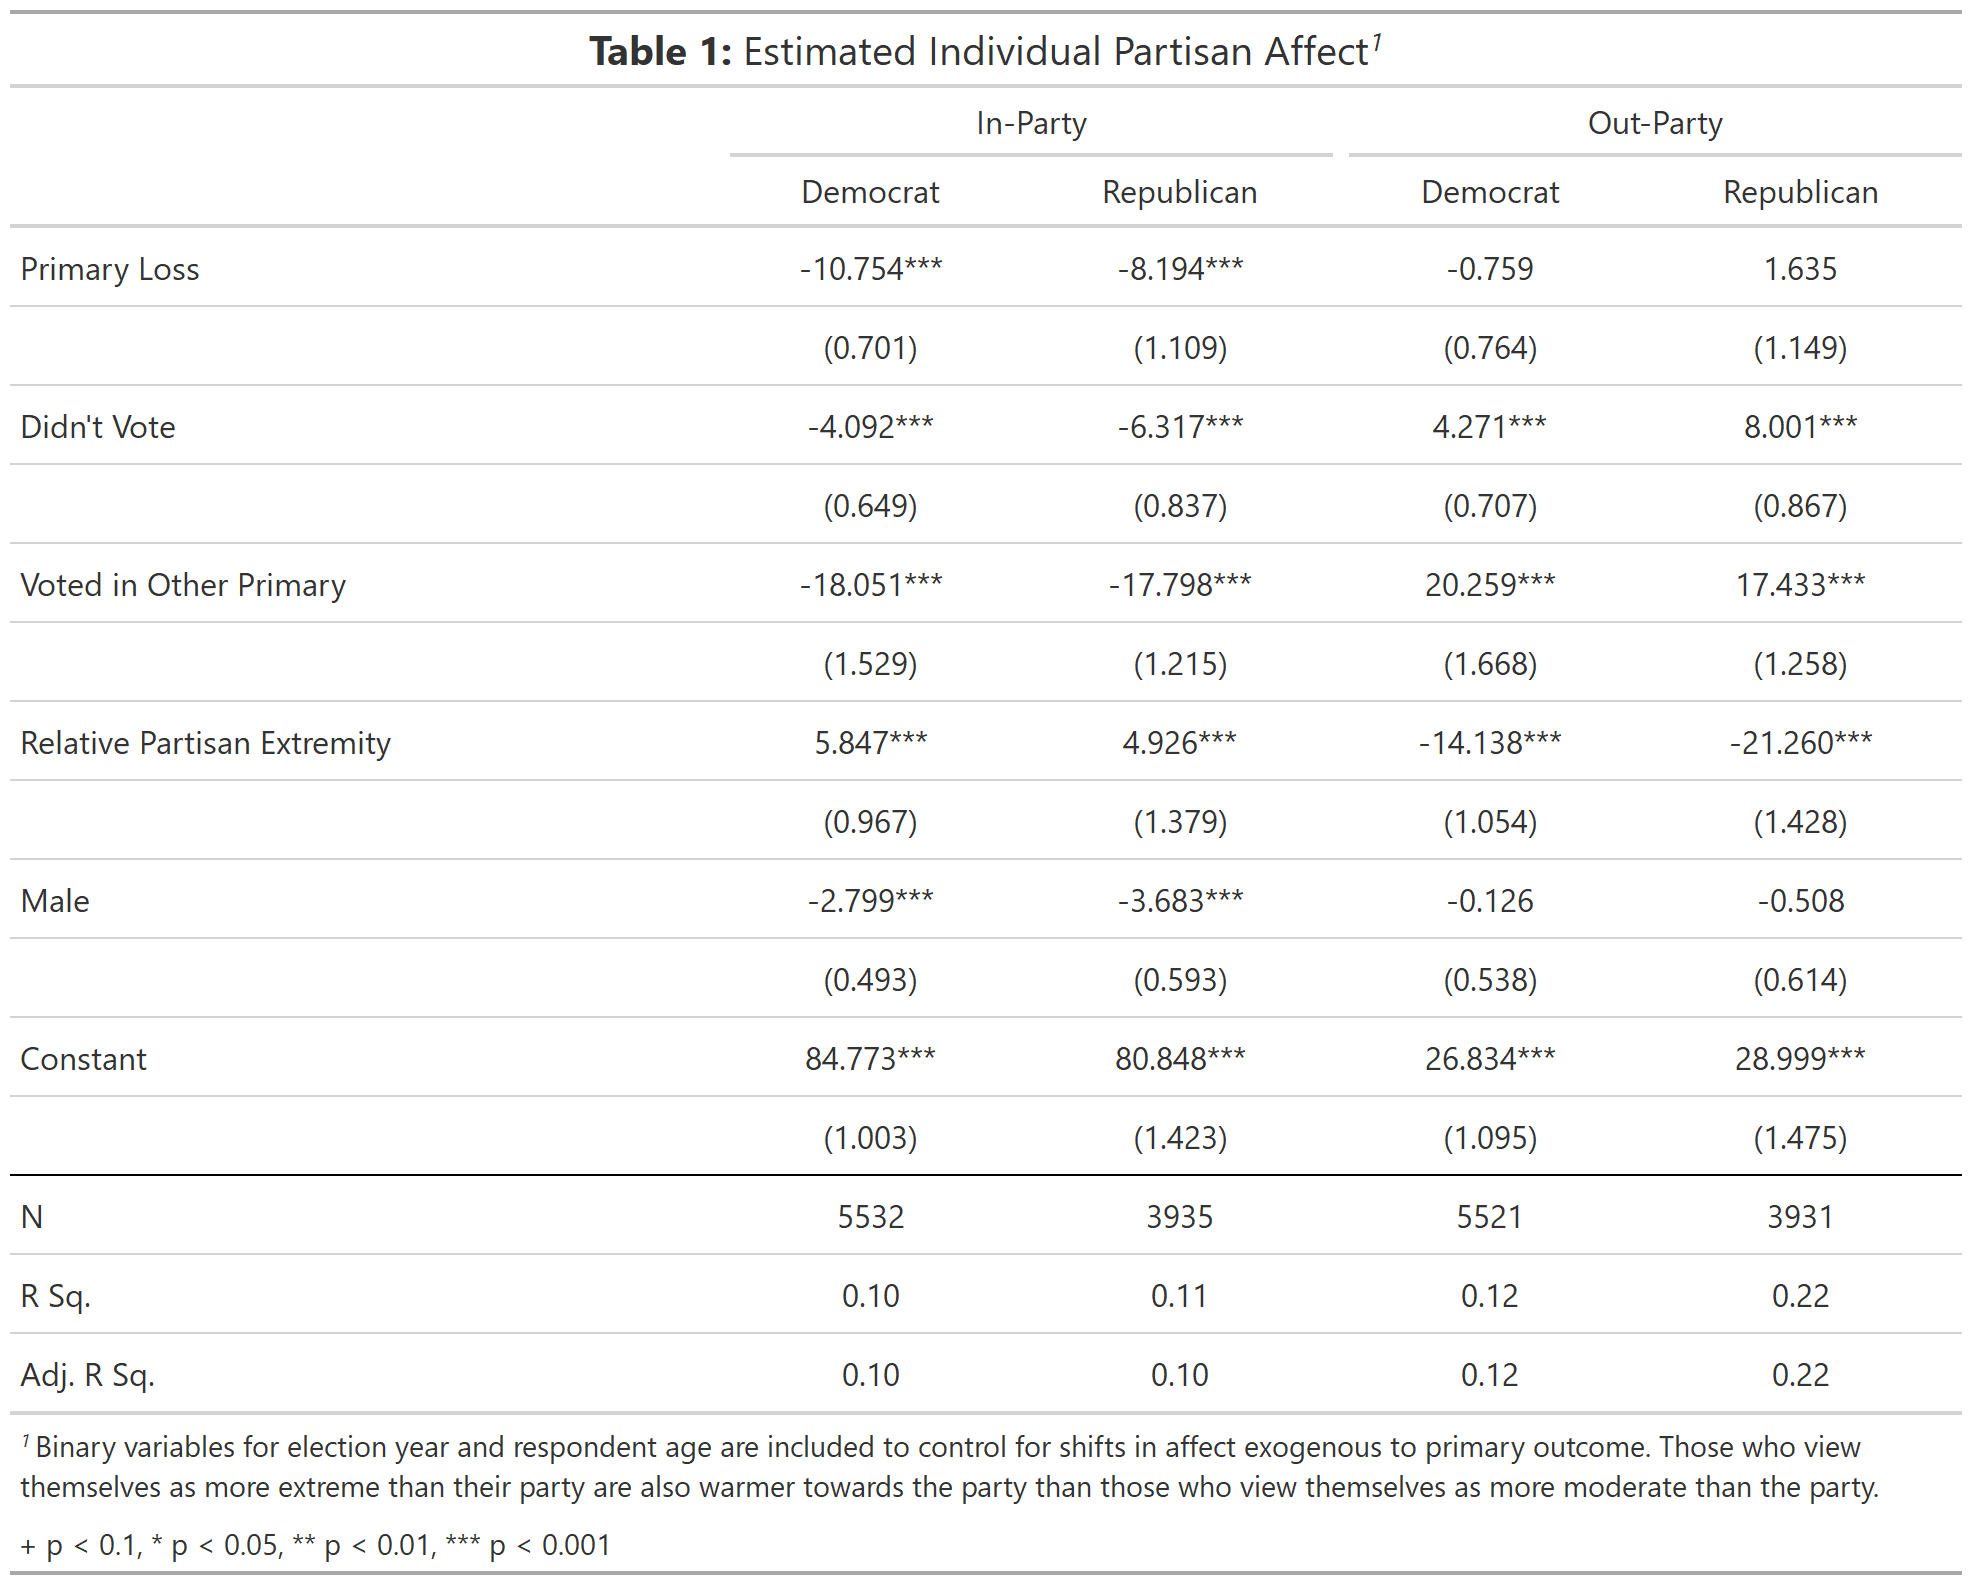 Table 1: Estimated Individual Partisan Affect1
In-Party Out-Party
Democrat Republican Democrat Republican
Primary Loss -10.754*** -8.194*** -0.759 1.635
(0.701) (1.109) (0.764) (1.149)
Didn't Vote -4.092*** -6.317*** 4.271*** 8.001***
(0.649) (0.837) (0.707) (0.867)
Voted in Other Primary -18.051*** -17.798*** 20.259*** 17.433***
(1.529) (1.215) (1.668) (1.258)
Relative Partisan Extremity 5.847*** 4.926*** -14.138*** -21.260***
(0.967) (1.379) (1.054) (1.428)
Male -2.799*** -3.683*** -0.126 -0.508
(0.493) (0.593) (0.538) (0.614)
Constant 84.773*** 80.848*** 26.834*** 28.999***
(1.003) (1.423) (1.095) (1.475)
N 5532 3935 5521 3931
R Sq. 0.10 0.11 0.12 0.22
Adj. R Sq. 0.10 0.10 0.12 0.22
1 Binary variables for election year and respondent age are included to control for shifts in affect exogenous to primary outcome. Those who view
themselves as more extreme than their party are also warmer towards the party than those who view themselves as more moderate than the party.
+ p < 0.1, * p < 0.05, ** p < 0.01, *** p < 0.001